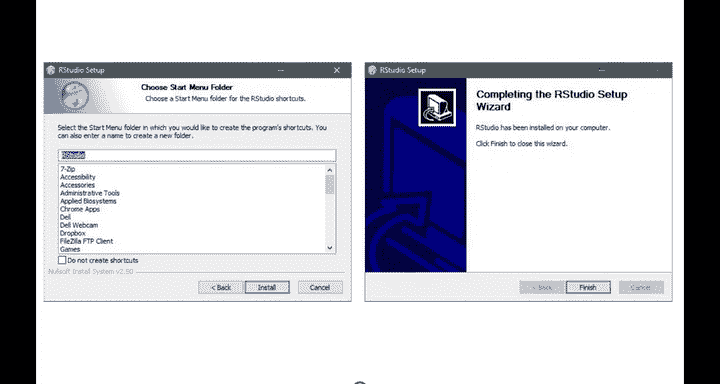 RStudio Setup
Choose Start Menu Folder
Choose a Start Menu folder for the RStudio shortcuts.
Select the Start Menu folder in which you would like to create the program's shortcuts. You
can also enter a name to create a new folder.
RStudio
7-Zip
Accessibility
Accessories
Administrative Tools
Applied Biosystems
Chrome Apps
Dell
Dell Webcam
Dropbox
FileZilla FTP Client
Games
Do not create shortcuts
Nullsoft Install System v2.50
< Back
Install
Cancel
RStudio Setup
Completing the RStudio Setup
Wizard
RStudio has been installed on your computer.
Click Finish to close this wizard.
< Back
Finish
Cancel